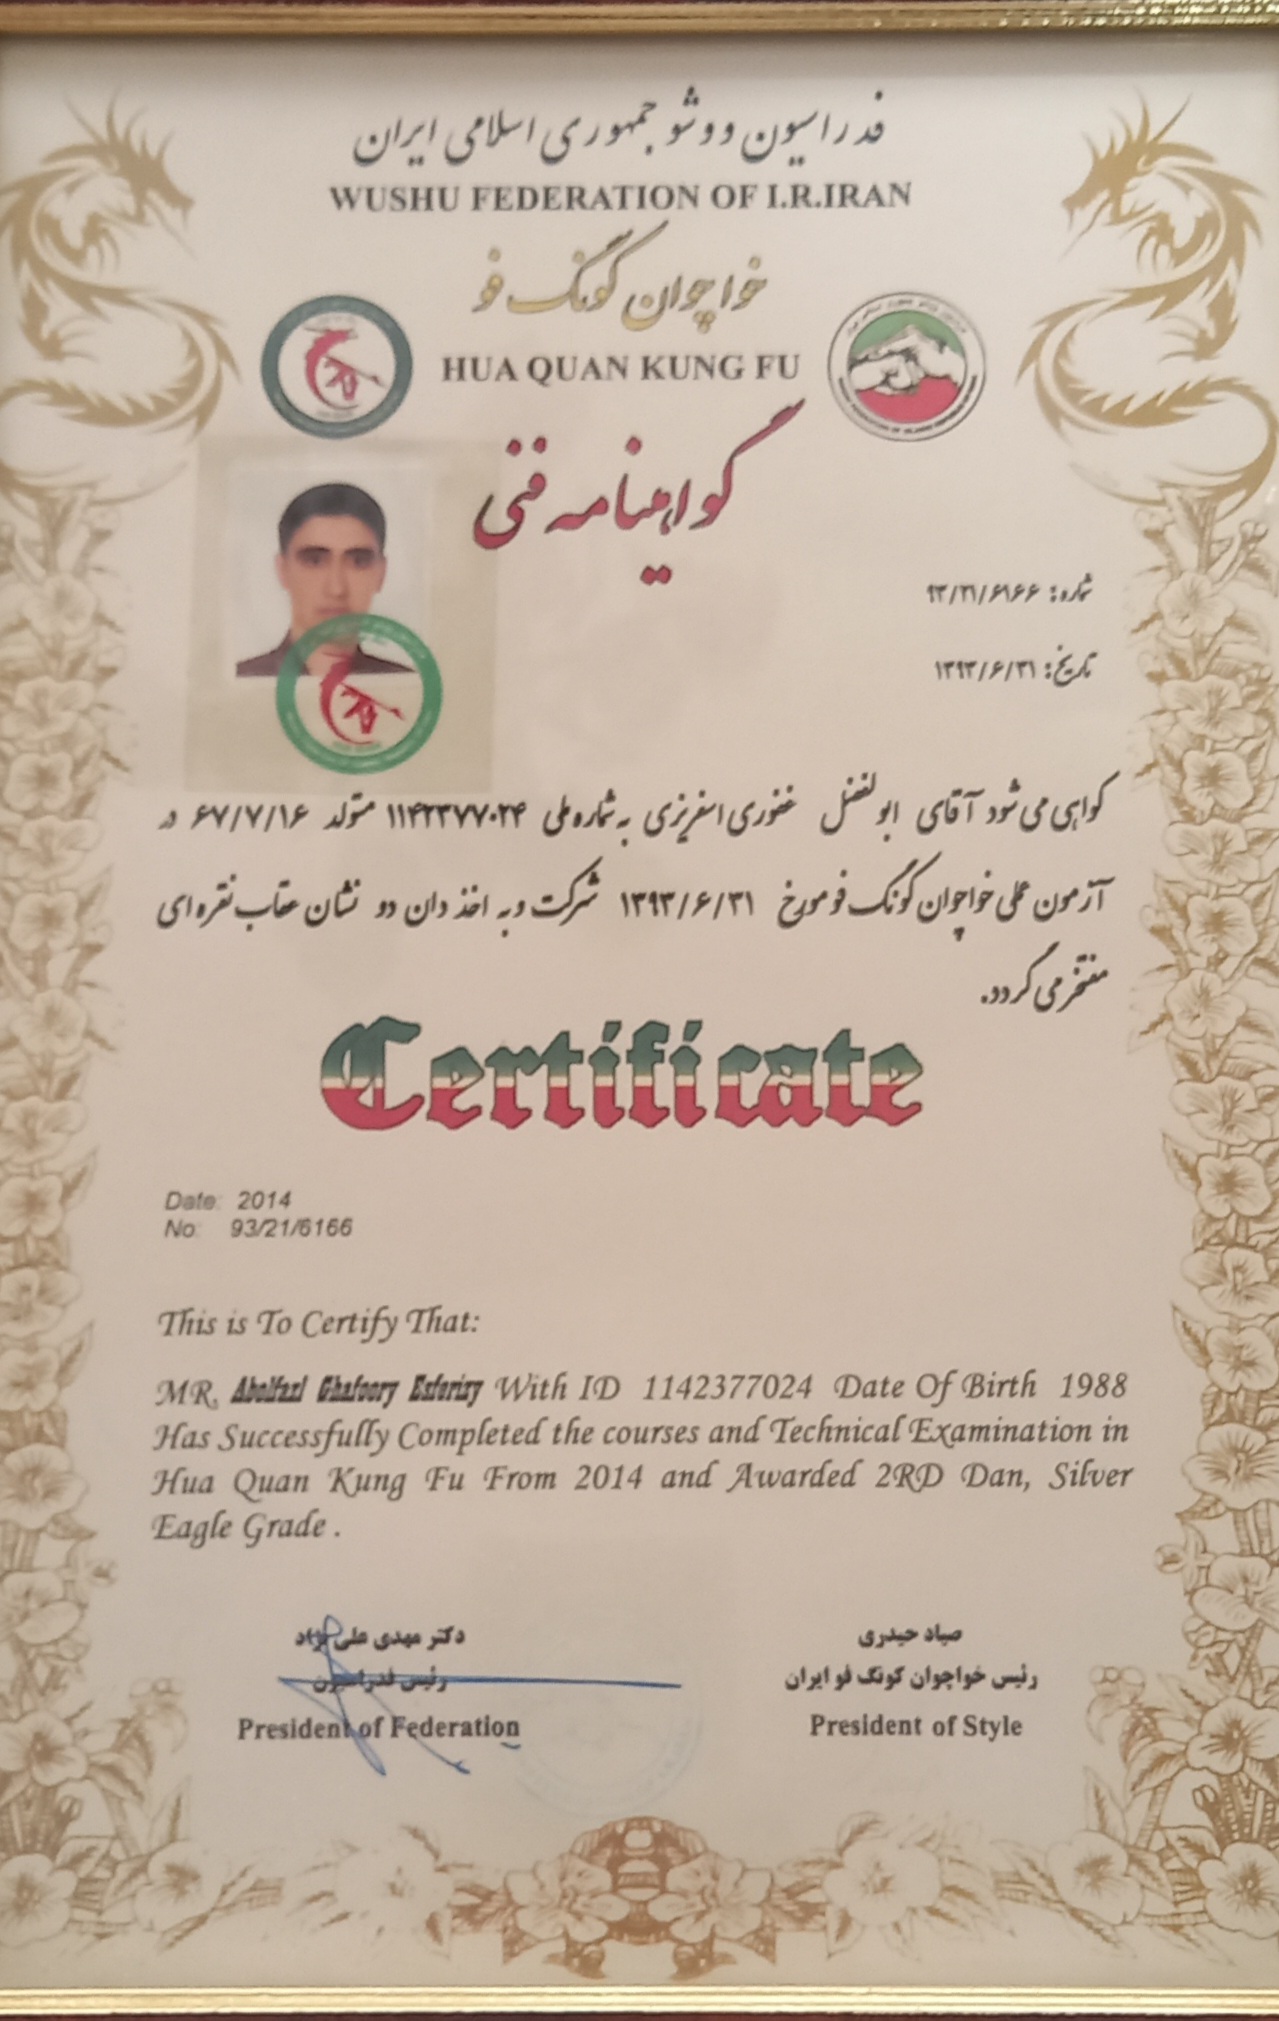 فدراسیون ووشو جمهوری اسلامی ایران
WUSHU FEDERATION OF I.R.IRAN
خواچوان کونگ فو
HUA QUAN KUNG FU
گواهینامه فنی
شماره: ۹۳/۲۱/۶۱۶۶
تاریخ: ۱۳۹۳/۶/۳۱
گواهی می شود آقای ابولفضل غفوری اسفریزی به شماره ملی ۱۱۴۲۳۷۷۰۲۴ متولد ۶۷/۷/۱۶ در
آزمون عملی خواچوان کونگ فو مورخ ۱۳۹۳/۶/۳۱ شرکت و به اخذ دان دو نشان عقاب نقره ای
مفتخر می گردد.
Certificate
Date: 2014
No: 93/21/6166
This is To Certify That:
MR. Abolfazl Ghafoory Esforizy With ID 1142377024 Date Of Birth 1988
Has Successfully Completed the courses and Technical Examination in
Hua Quan Kung Fu From 2014 and Awarded 2RD Dan, Silver
Eagle Grade .
دکتر مهدی علی نژاد
رئیس فدراسیون
President of Federation
صیاد حیدری
رئیس خواچوان کونگ فو ایران
President of Style